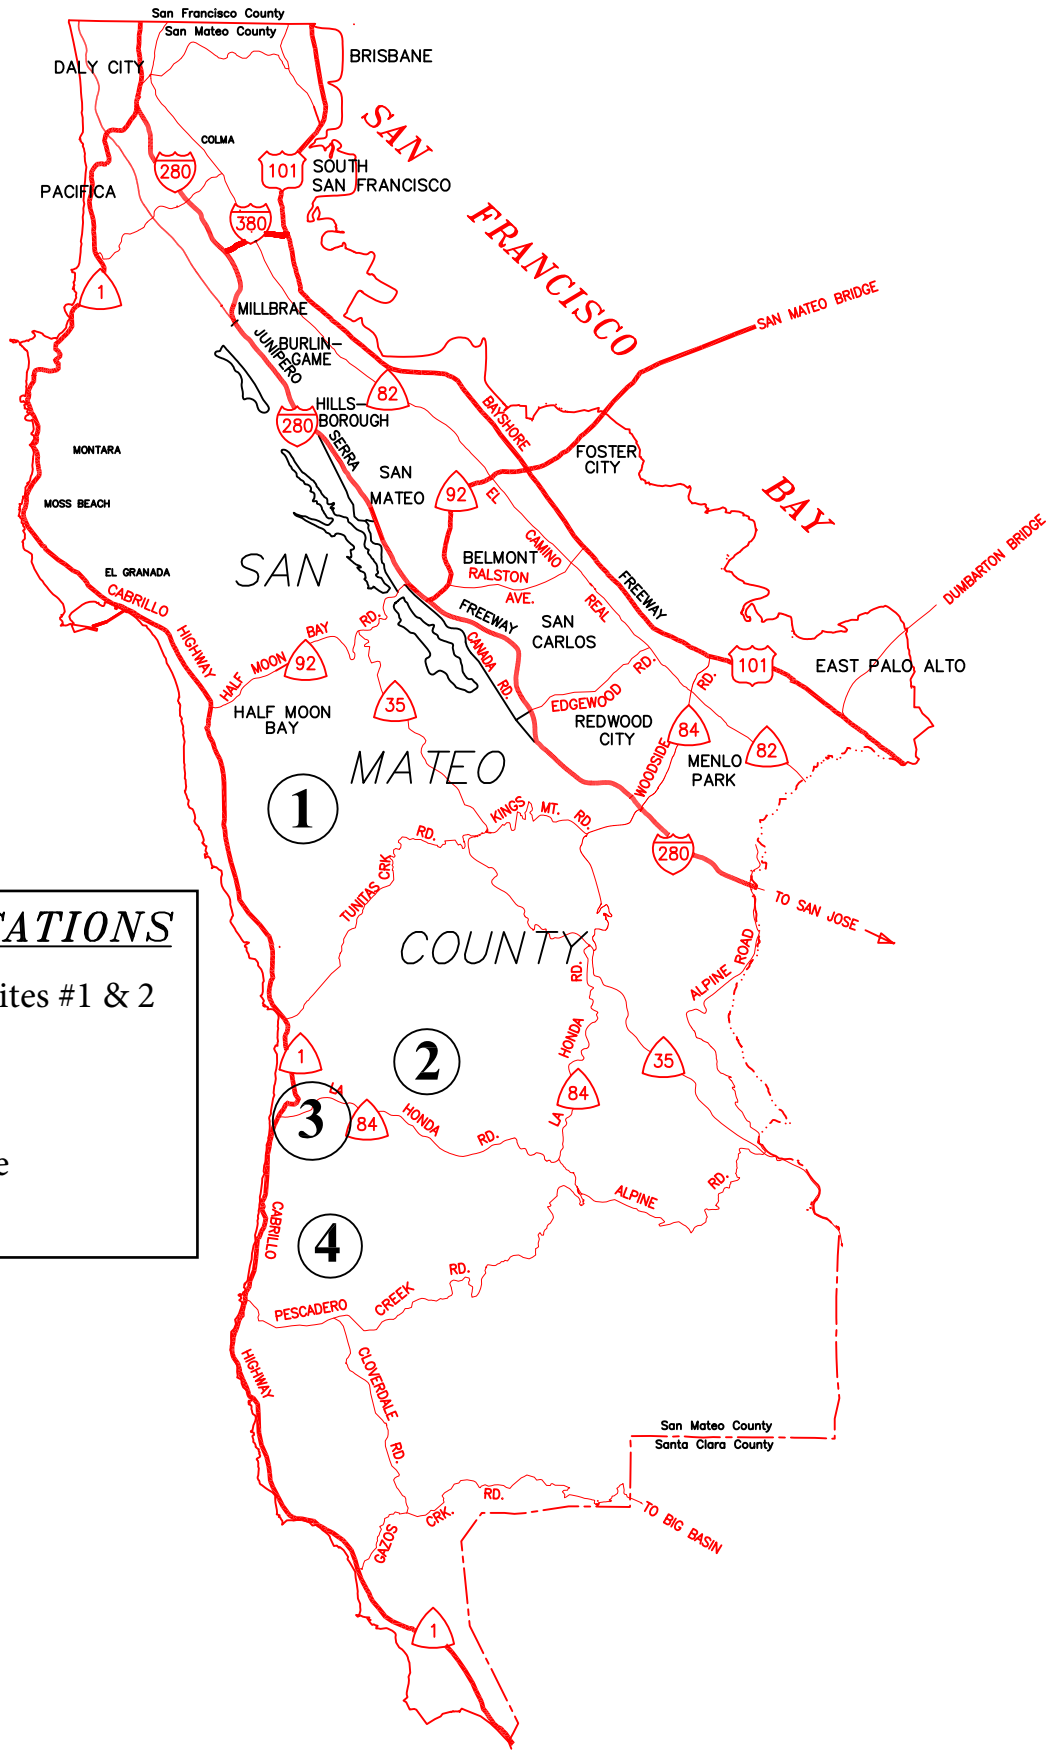 San Francisco County
San Mateo County
DALY CITY
BRISBANE
COLMA
SAN FRANCISCO BAY
280
101
SOUTH
SAN FRANCISCO
PACIFICA
380
1
MILLBRAE
JUNIPERO
BURLIN-
GAME
SAN MATEO BRIDGE
82
HILLS-
BOROUGH
280
SERRA
BAYSHORE
MONTARA
SAN
MATEO
92
FOSTER
CITY
MOSS BEACH
EL
CAMINO
REAL
DUMBARTON BRIDGE
EL GRANADA
SAN
BELMONT
RALSTON
AVE.
FREEWAY
CABRILLO
HIGHWAY
HALF MOON BAY RD.
92
FREEWAY
SAN
CARLOS
CANADA RD.
101
EAST PALO ALTO
35
EDGEWOOD RD.
RD.
HALF MOON
BAY
REDWOOD
CITY
84
82
WOODSIDE
MENLO
PARK
MATEO
1
KINGS MT. RD.
TUNITAS CRK RD.
280
TO SAN JOSE
CATIONS
ites #1 & 2
e
COUNTY
RD.
ALPINE ROAD
HONDA
2
1
35
84
LA
3
LA
84
HONDA
RD.
ALPINE
RD.
CABRILLO
4
PESCADERO
CREEK
RD.
HIGHWAY
CLOVERDALE
RD.
San Mateo County
Santa Clara County
GAZOS
CRK.
RD.
TO BIG BASIN
1